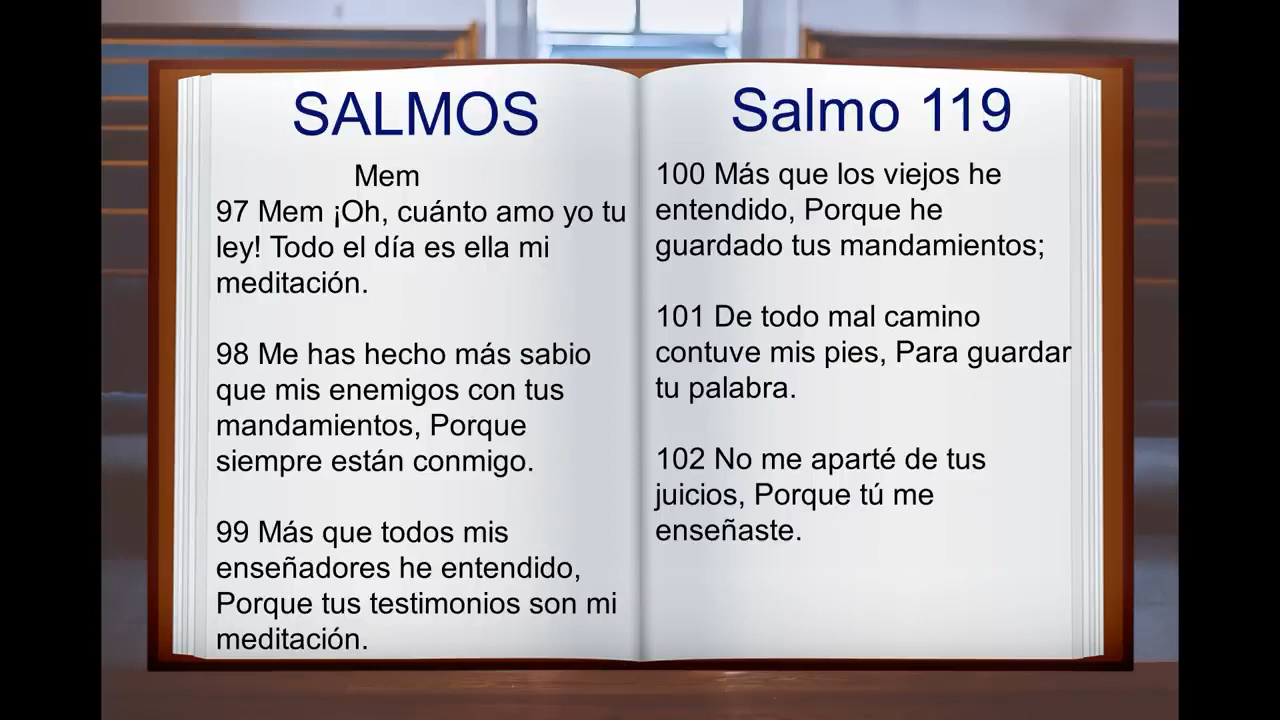 SALMOS
Mem
97 Mem ¡Oh, cuánto amo yo tu
ley! Todo el día es ella mi
meditación.
98 Me has hecho más sabio
que mis enemigos con tus
mandamientos, Porque
siempre están conmigo.
99 Más que todos mis
enseñadores he entendido,
Porque tus testimonios son mi
meditación.
Salmo 119
100 Más que los viejos he
entendido, Porque he
guardado tus mandamientos;
101 De todo mal camino
contuve mis pies, Para guardar
tu palabra.
102 No me aparté de tus
juicios, Porque tú me
enseñaste.